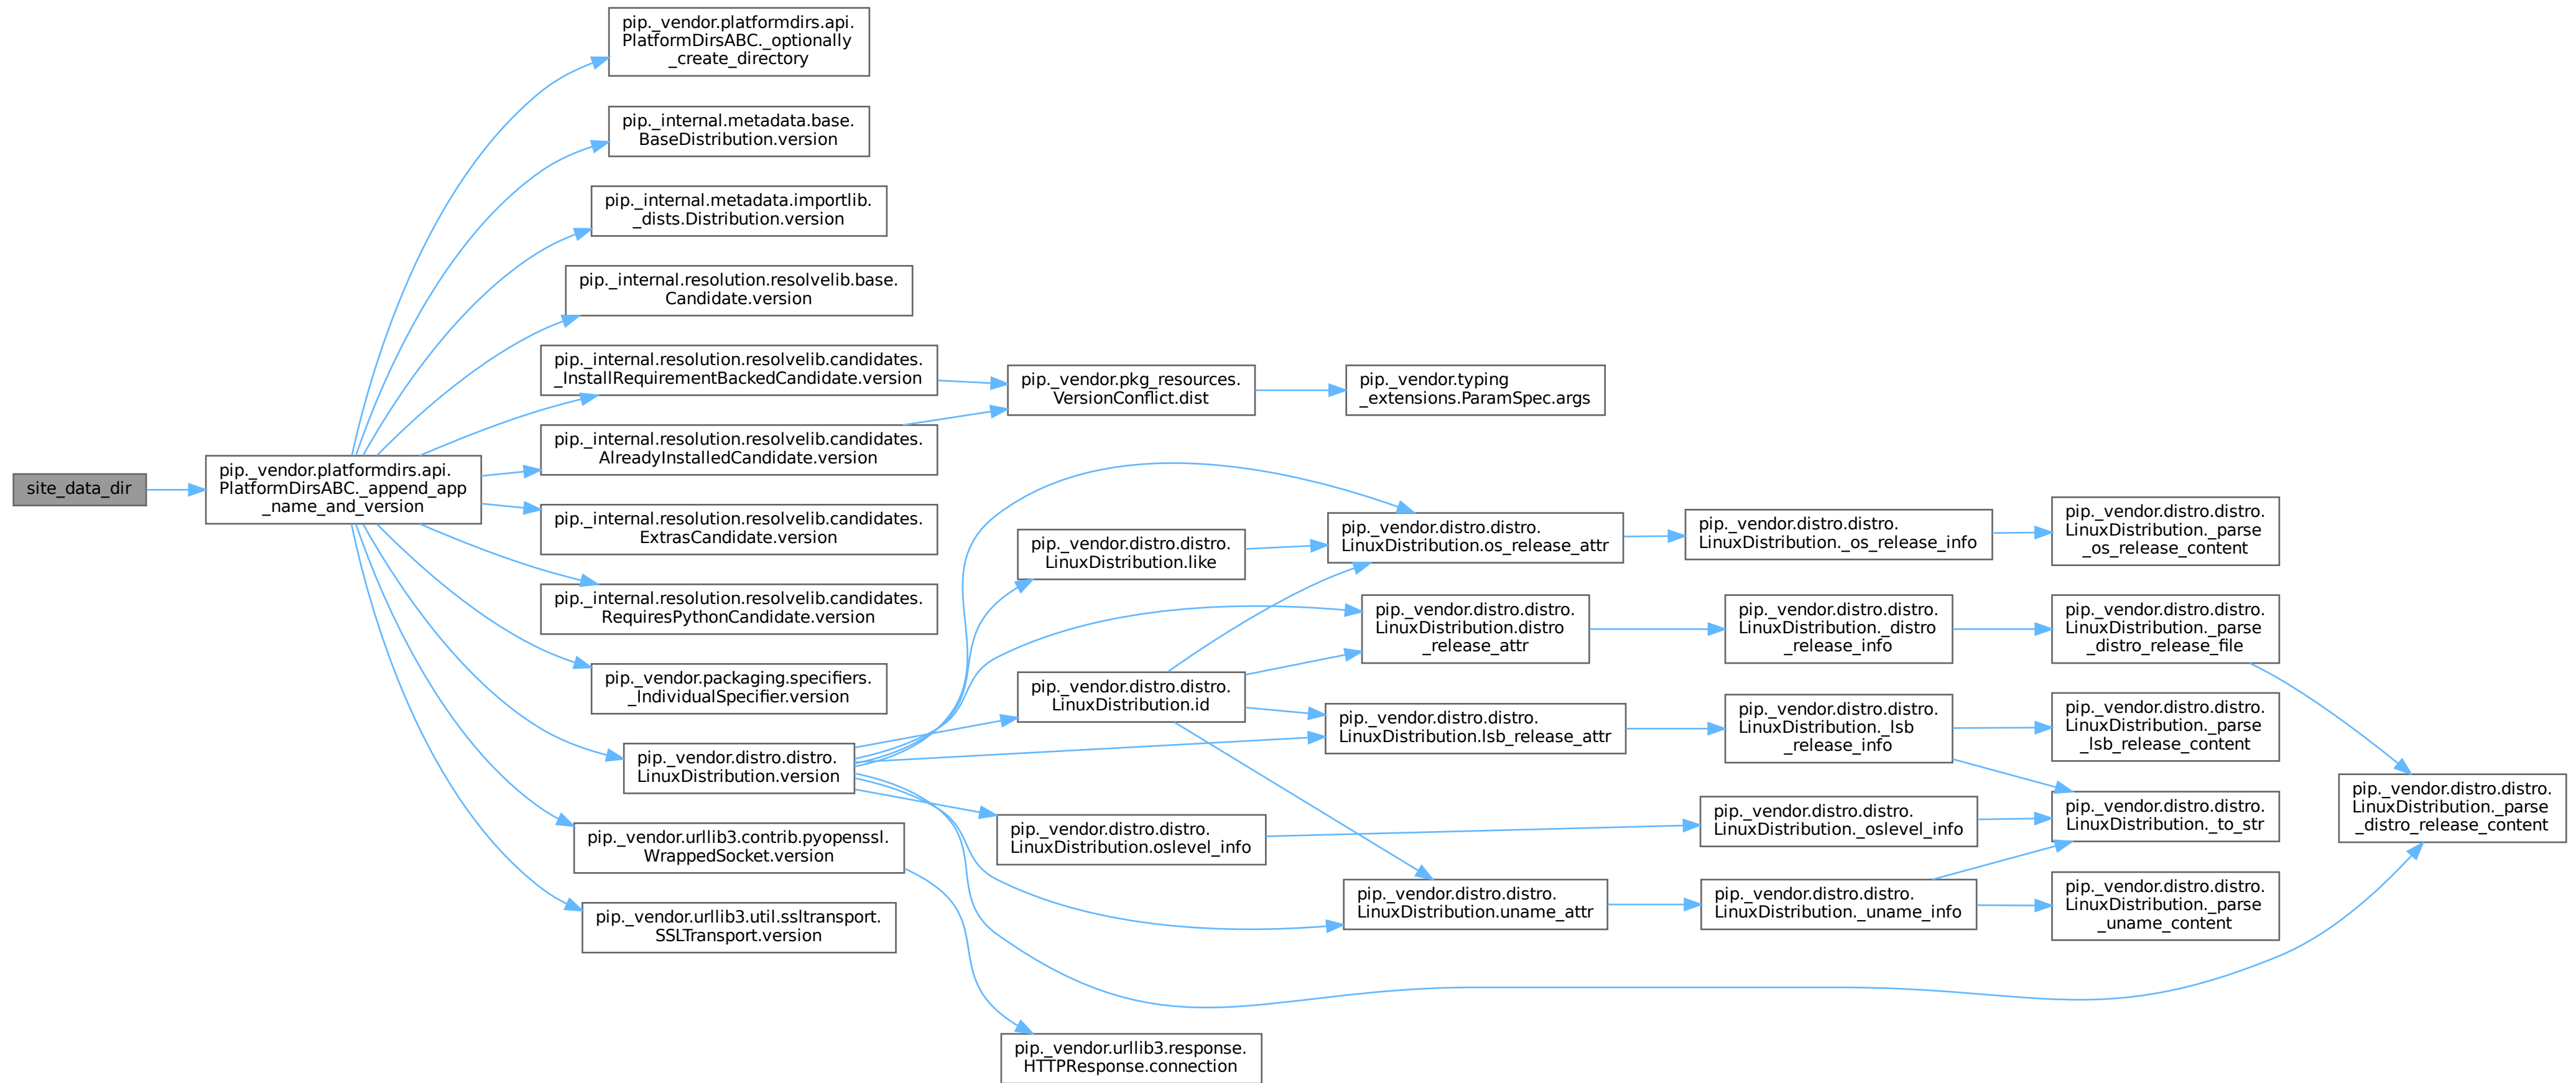 site_data_dir
pip._vendor.platformdirs.api.
PlatformDirsABC._append_app
_name_and_version
pip._vendor.platformdirs.api.
PlatformDirsABC._optionally
_create_directory
pip._internal.metadata.base.
BaseDistribution.version
pip._internal.metadata.importlib.
_dists.Distribution.version
pip._internal.resolution.resolvelib.base.
Candidate.version
pip._internal.resolution.resolvelib.candidates.
_InstallRequirementBackedCandidate.version
pip._internal.resolution.resolvelib.candidates.
AlreadyInstalledCandidate.version
pip._internal.resolution.resolvelib.candidates.
ExtrasCandidate.version
pip._internal.resolution.resolvelib.candidates.
RequiresPythonCandidate.version
pip._vendor.packaging.specifiers.
_IndividualSpecifier.version
pip._vendor.distro.distro.
LinuxDistribution.version
pip._vendor.urllib3.contrib.pyopenssl.
WrappedSocket.version
pip._vendor.urllib3.util.ssltransport.
SSLTransport.version
pip._vendor.pkg_resources.
VersionConflict.dist
pip._vendor.distro.distro.
LinuxDistribution.like
pip._vendor.distro.distro.
LinuxDistribution.id
pip._vendor.distro.distro.
LinuxDistribution.oslevel_info
pip._vendor.urllib3.response.
HTTPResponse.connection
pip._vendor.typing
_extensions.ParamSpec.args
pip._vendor.distro.distro.
LinuxDistribution.os_release_attr
pip._vendor.distro.distro.
LinuxDistribution.distro
_release_attr
pip._vendor.distro.distro.
LinuxDistribution.lsb_release_attr
pip._vendor.distro.distro.
LinuxDistribution.uname_attr
pip._vendor.distro.distro.
LinuxDistribution._os_release_info
pip._vendor.distro.distro.
LinuxDistribution._distro
_release_info
pip._vendor.distro.distro.
LinuxDistribution._lsb
_release_info
pip._vendor.distro.distro.
LinuxDistribution._oslevel_info
pip._vendor.distro.distro.
LinuxDistribution._uname_info
pip._vendor.distro.distro.
LinuxDistribution._parse
_os_release_content
pip._vendor.distro.distro.
LinuxDistribution._parse
_distro_release_file
pip._vendor.distro.distro.
LinuxDistribution._parse
_lsb_release_content
pip._vendor.distro.distro.
LinuxDistribution._to_str
pip._vendor.distro.distro.
LinuxDistribution._parse
_uname_content
pip._vendor.distro.distro.
LinuxDistribution._parse
_distro_release_content